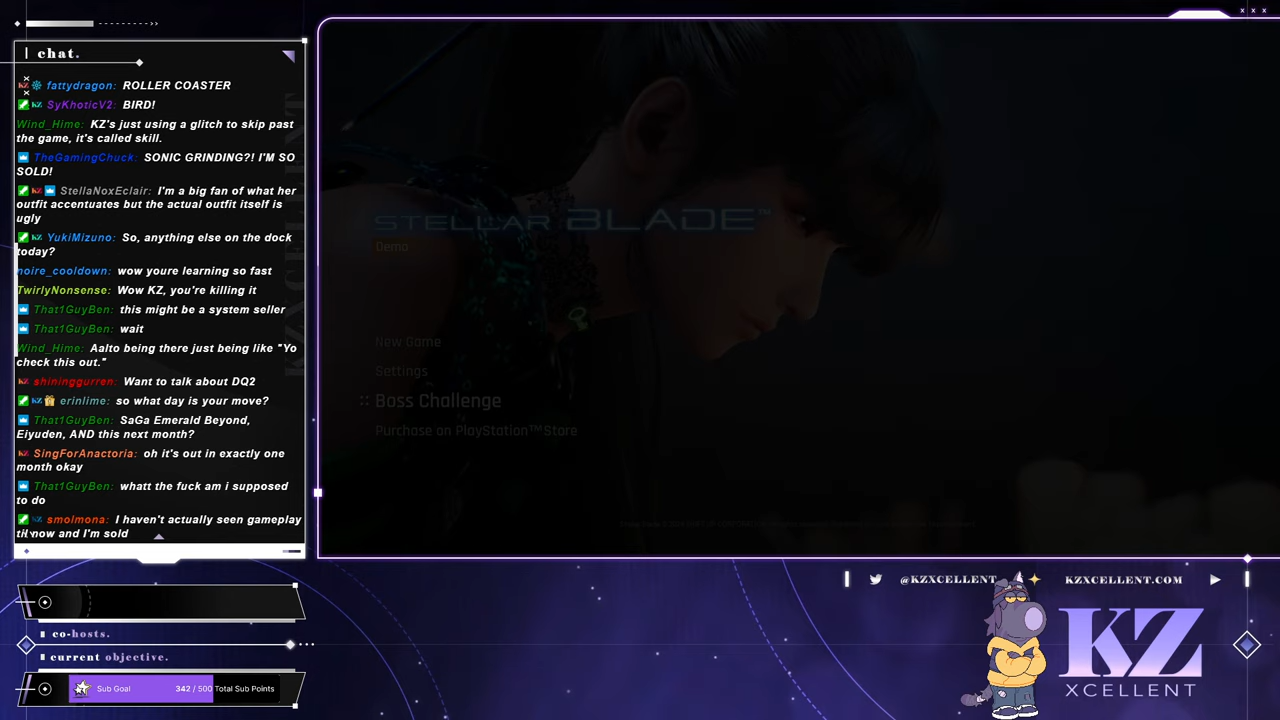 chat.
fattydragon: ROLLER COASTER
SyKhoticV2: BIRD!
Wind_Hime: KZ's just using a glitch to skip past
the game, it's called skill.
TheGamingChuck: SONIC GRINDING?! I'M SO
SOLD!
StellaNoxEclair: I'm a big fan of what her
outfit accentuates but the actual outfit itself is
ugly
YukiMizuno: So, anything else on the dock
today?
noire_cooldown: wow youre learning so fast
TwirlyNonsense: Wow KZ, you're killing it
That1GuyBen: this might be a system seller
That1GuyBen: wait
Wind_Hime: Aalto being there just being like "Yo
check this out."
shininggurren: Want to talk about DQ2
erinlime: so what day is your move?
That1GuyBen: SaGa Emerald Beyond,
Eiyuden, AND this next month?
SingForAnactoria: oh it's out in exactly one
month okay
That1GuyBen: whatt the fuck am i supposed
to do
smolmona: I haven't actually seen gameplay
til now and I'm sold
co-hosts.
current objective.
Sub Goal 342 / 500 Total Sub Points
STELLAR BLADE™
Demo
New Game
Settings
Boss Challenge
Purchase on PlayStation™Store
@KZXCELLENT
KZXCELLENT.COM
KZ
XCELLENT